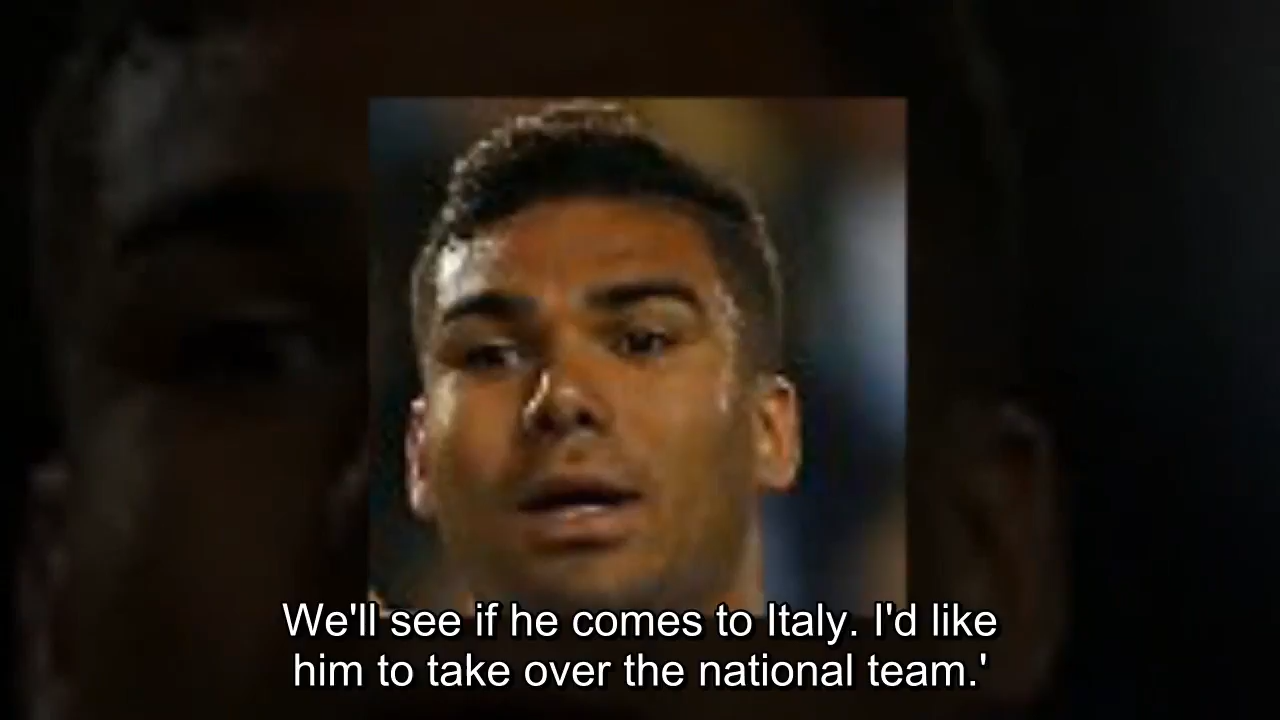 We'll see if he comes to Italy. I'd like
him to take over the national team.'